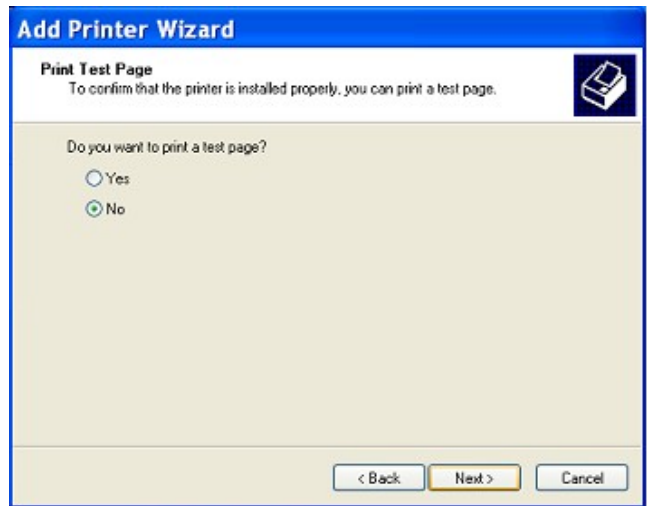 Add Printer Wizard
Print Test Page
To confirm that the printer is installed properly, you can print a test page.
Do you want to print a test page?
Yes
No
< Back Next > Cancel